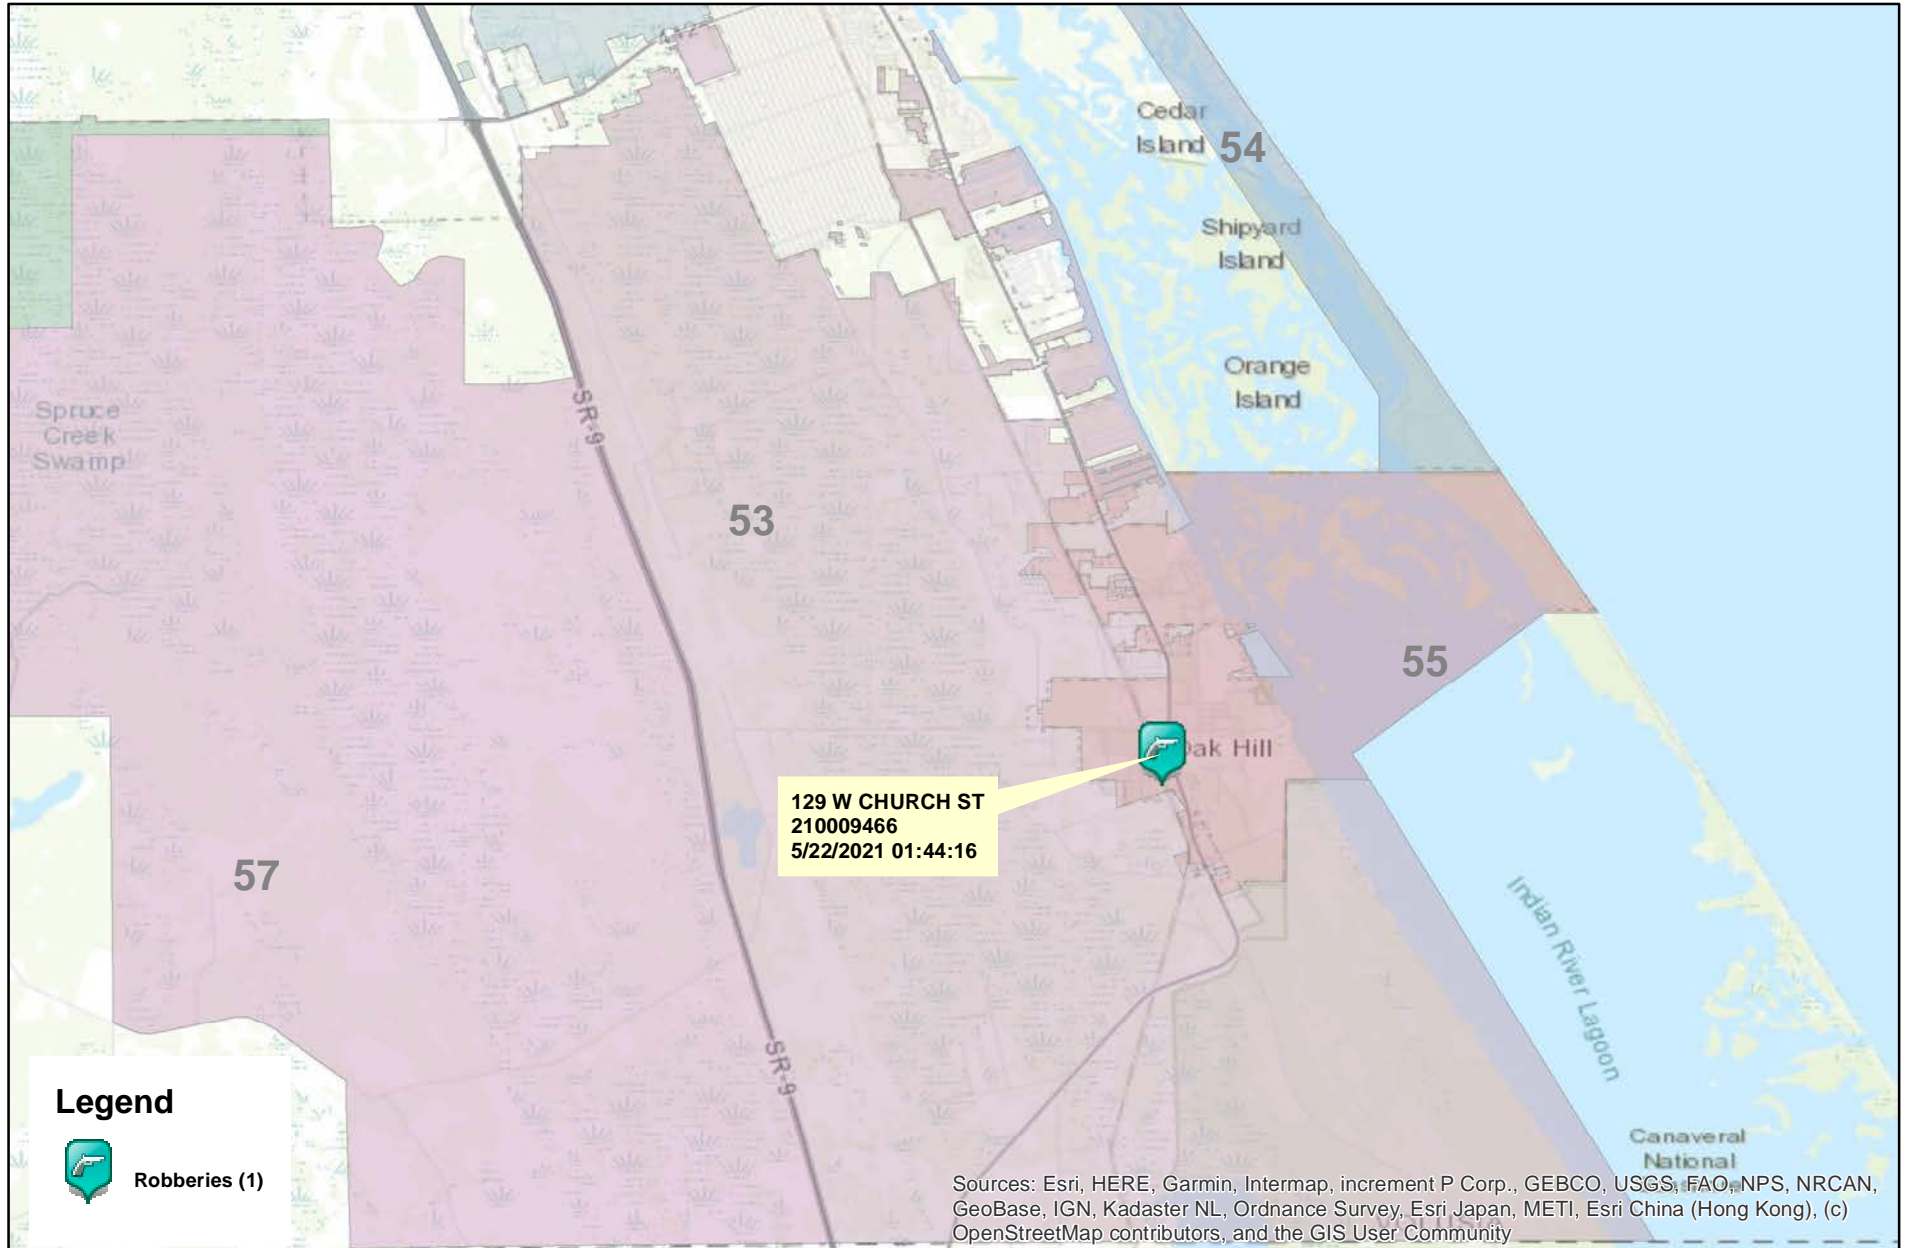 Cedar
Island
54
Shipyard
Island
Orange
Island
SR-9
Spruce
Creek
Swamp
53
55
Oak Hill
129 W CHURCH ST
210009466
5/22/2021 01:44:16
57
Indian River Lagoon
SR-9
Legend
Robberies (1)
Canaveral
National
Sources: Esri, HERE, Garmin, Intermap, increment P Corp., GEBCO, USGS, FAO, NPS, NRCAN,
GeoBase, IGN, Kadaster NL, Ordnance Survey, Esri Japan, METI, Esri China (Hong Kong), (c)
OpenStreetMap contributors, and the GIS User Community